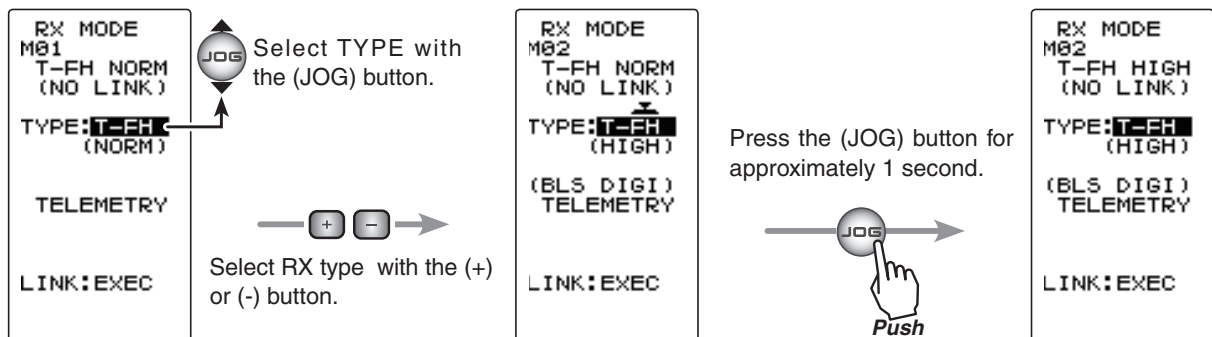 RX MODE
M01
T-FH NORM
(NO LINK)
TYPE:T-FH
(NORM)
TELEMETRY
LINK:EXEC
JOG
Select TYPE with
the (JOG) button.
+ -
Select RX type with the (+)
or (-) button.
RX MODE
M02
T-FH NORM
(NO LINK)
TYPE:T-FH
(HIGH)
(BLS DIGI)
TELEMETRY
LINK:EXEC
Press the (JOG) button for
approximately 1 second.
JOG
Push
RX MODE
M02
T-FH HIGH
(NO LINK)
TYPE:T-FH
(HIGH)
(BLS DIGI)
TELEMETRY
LINK:EXEC